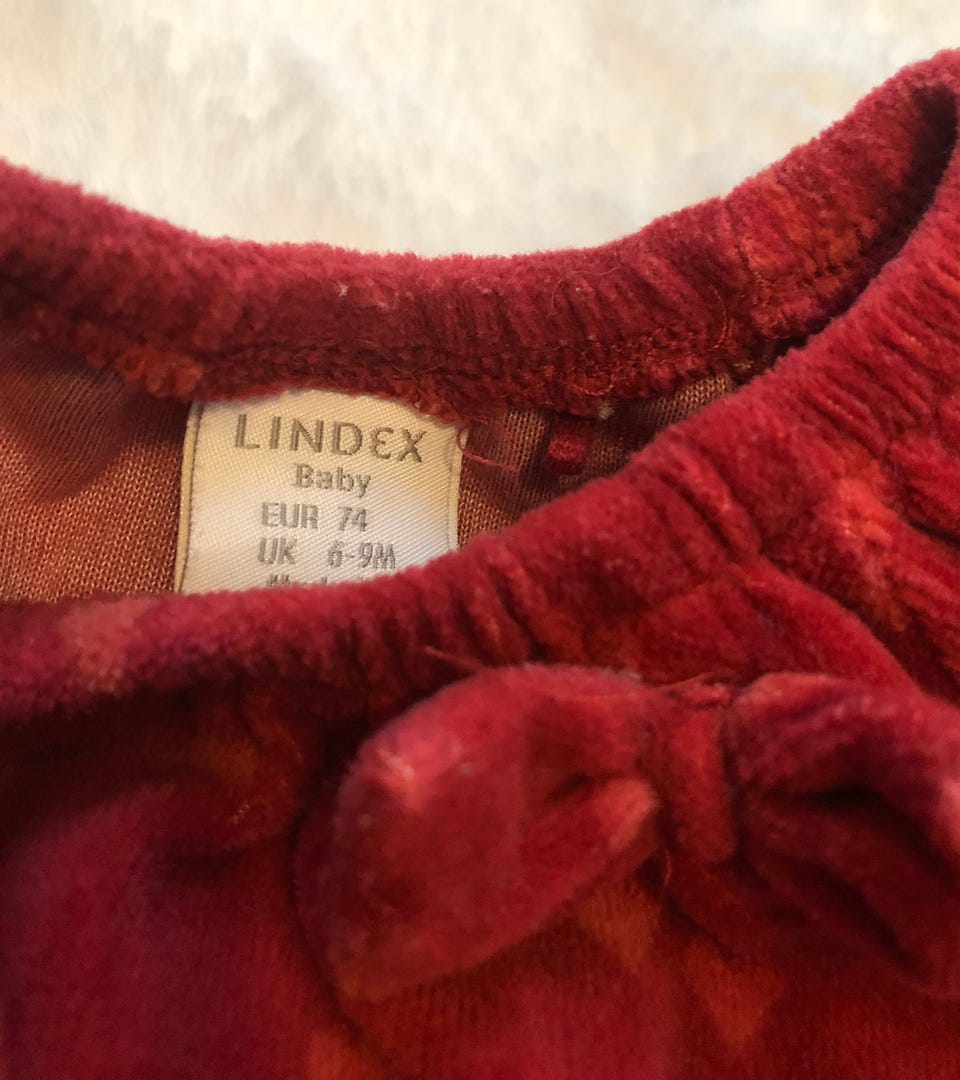 LINDEX
Baby
EUR 74
UK 6-9M